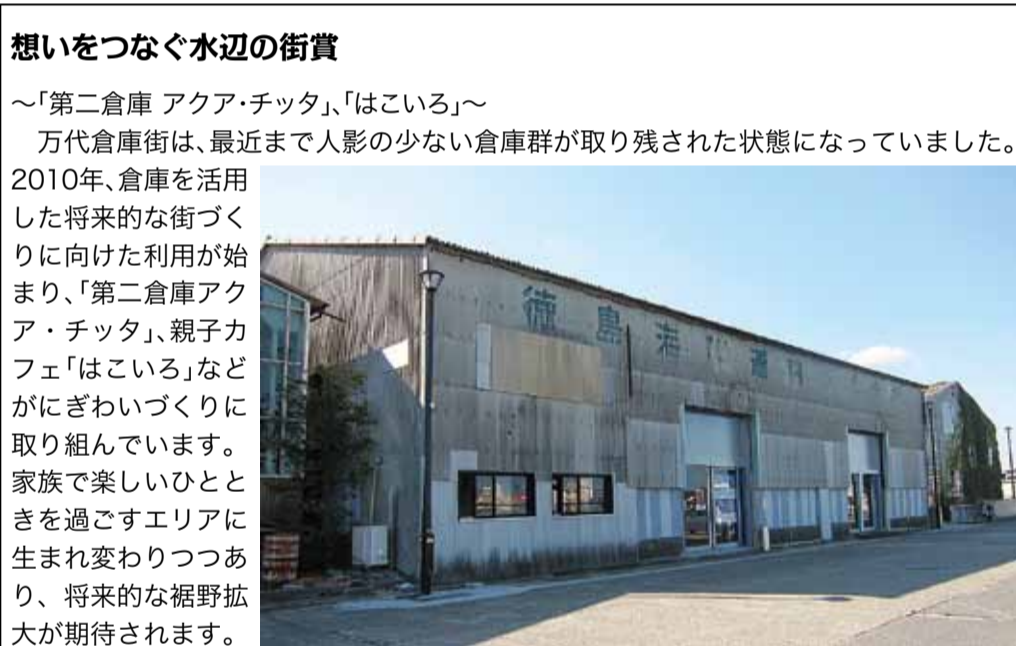 想いをつなぐ水辺の街賞
～「第二倉庫 アクア・チッタ」、「はこいろ」～
万代倉庫街は、最近まで人影の少ない倉庫群が取り残された状態になっていました。
2010年、倉庫を活用
した将来的な街づく
りに向けた利用が始
まり、「第二倉庫アク
ア・チッタ」、親子カ
フェ「はこいろ」など
がにぎわいづくりに
取り組んでいます。
家族で楽しいひとと
きを過ごすエリアに
生まれ変わりつつあ
り、将来的な裾野拡
大が期待されます。
徳島